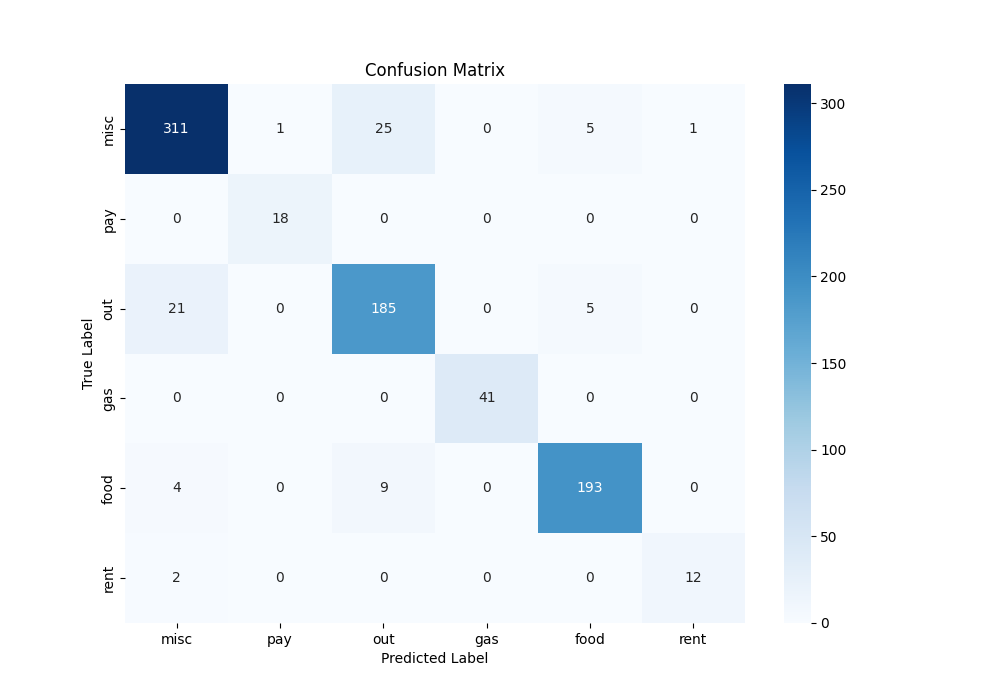 Confusion Matrix
misc 311 1 25 0 5 1
pay 0 18 0 0 0 0
out 21 0 185 0 5 0
gas 0 0 0 41 0 0
food 4 0 9 0 193 0
rent 2 0 0 0 0 12
misc pay out gas food rent
Predicted Label
True Label
300
250
200
150
100
50
0